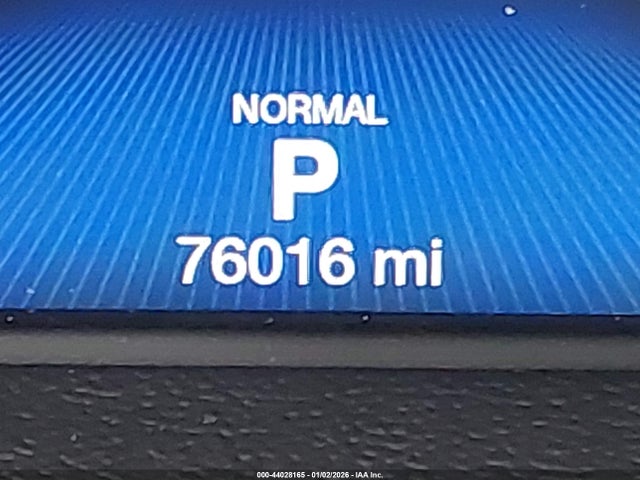 NORMAL
P
76016 mi
000-44028165 - 01/02/2026 - IAA Inc.